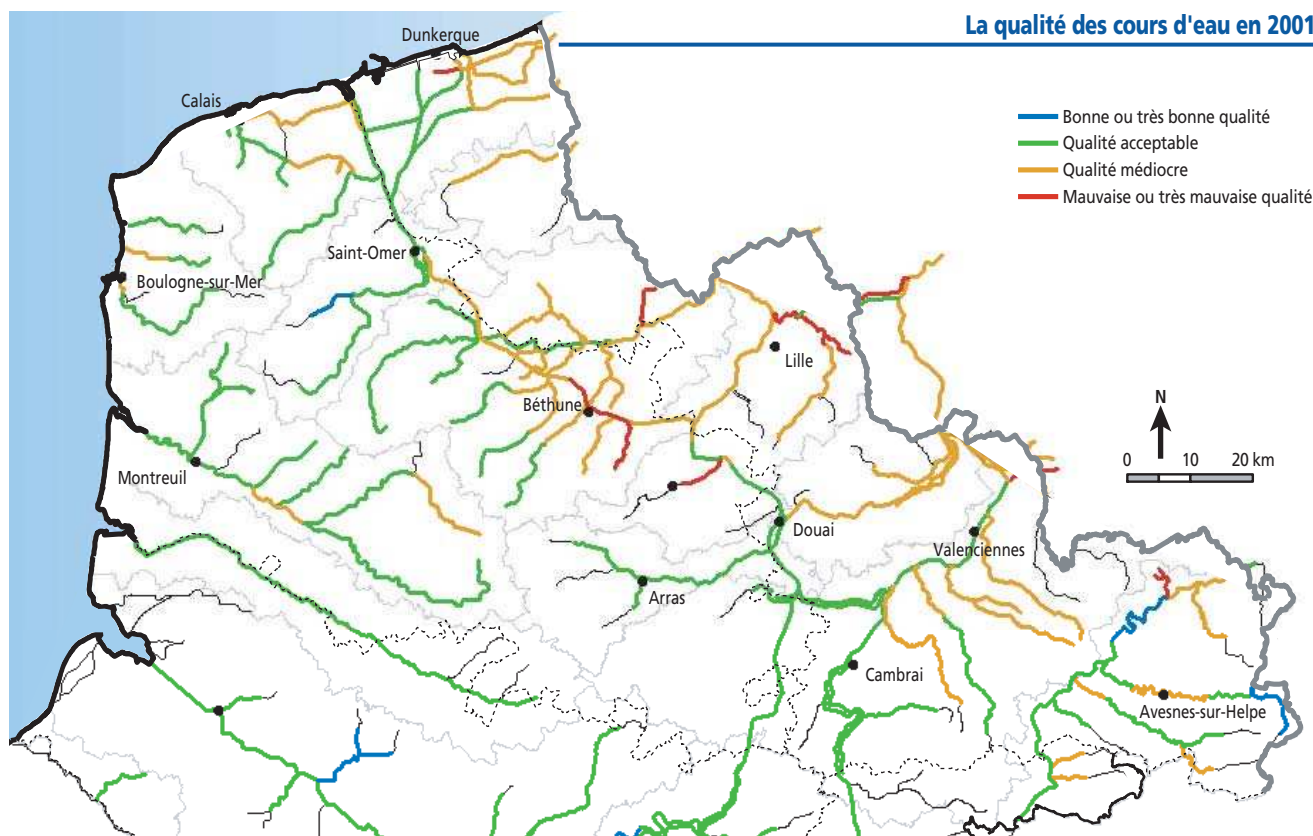 La qualité des cours d'eau en 2001
Dunkerque
Calais
Bonne ou très bonne qualité
Qualité acceptable
Qualité médiocre
Mauvaise ou très mauvaise qualité
Saint-Omer
Boulogne-sur-Mer
Lille
Béthune
N
0 10 20 km
Montreuil
Douai
Valenciennes
Arras
Cambrai
Avesnes-sur-Helpe